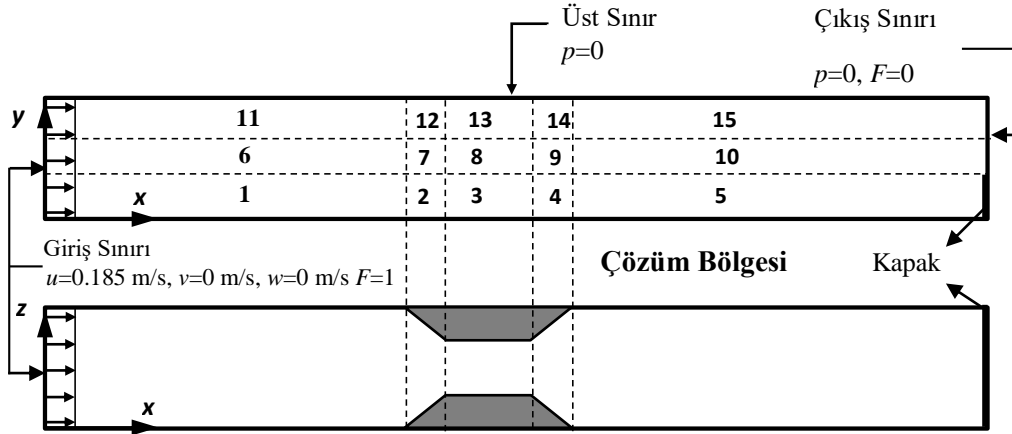 Üst Sınır
p=0
Çıkış Sınırı
p=0, F=0
y
11
12
13
14
15
6
7
8
9
10
x
1
2
3
4
5
Giriş Sınırı
u=0.185 m/s, v=0 m/s, w=0 m/s F=1
Çözüm Bölgesi
Kapak
z
x